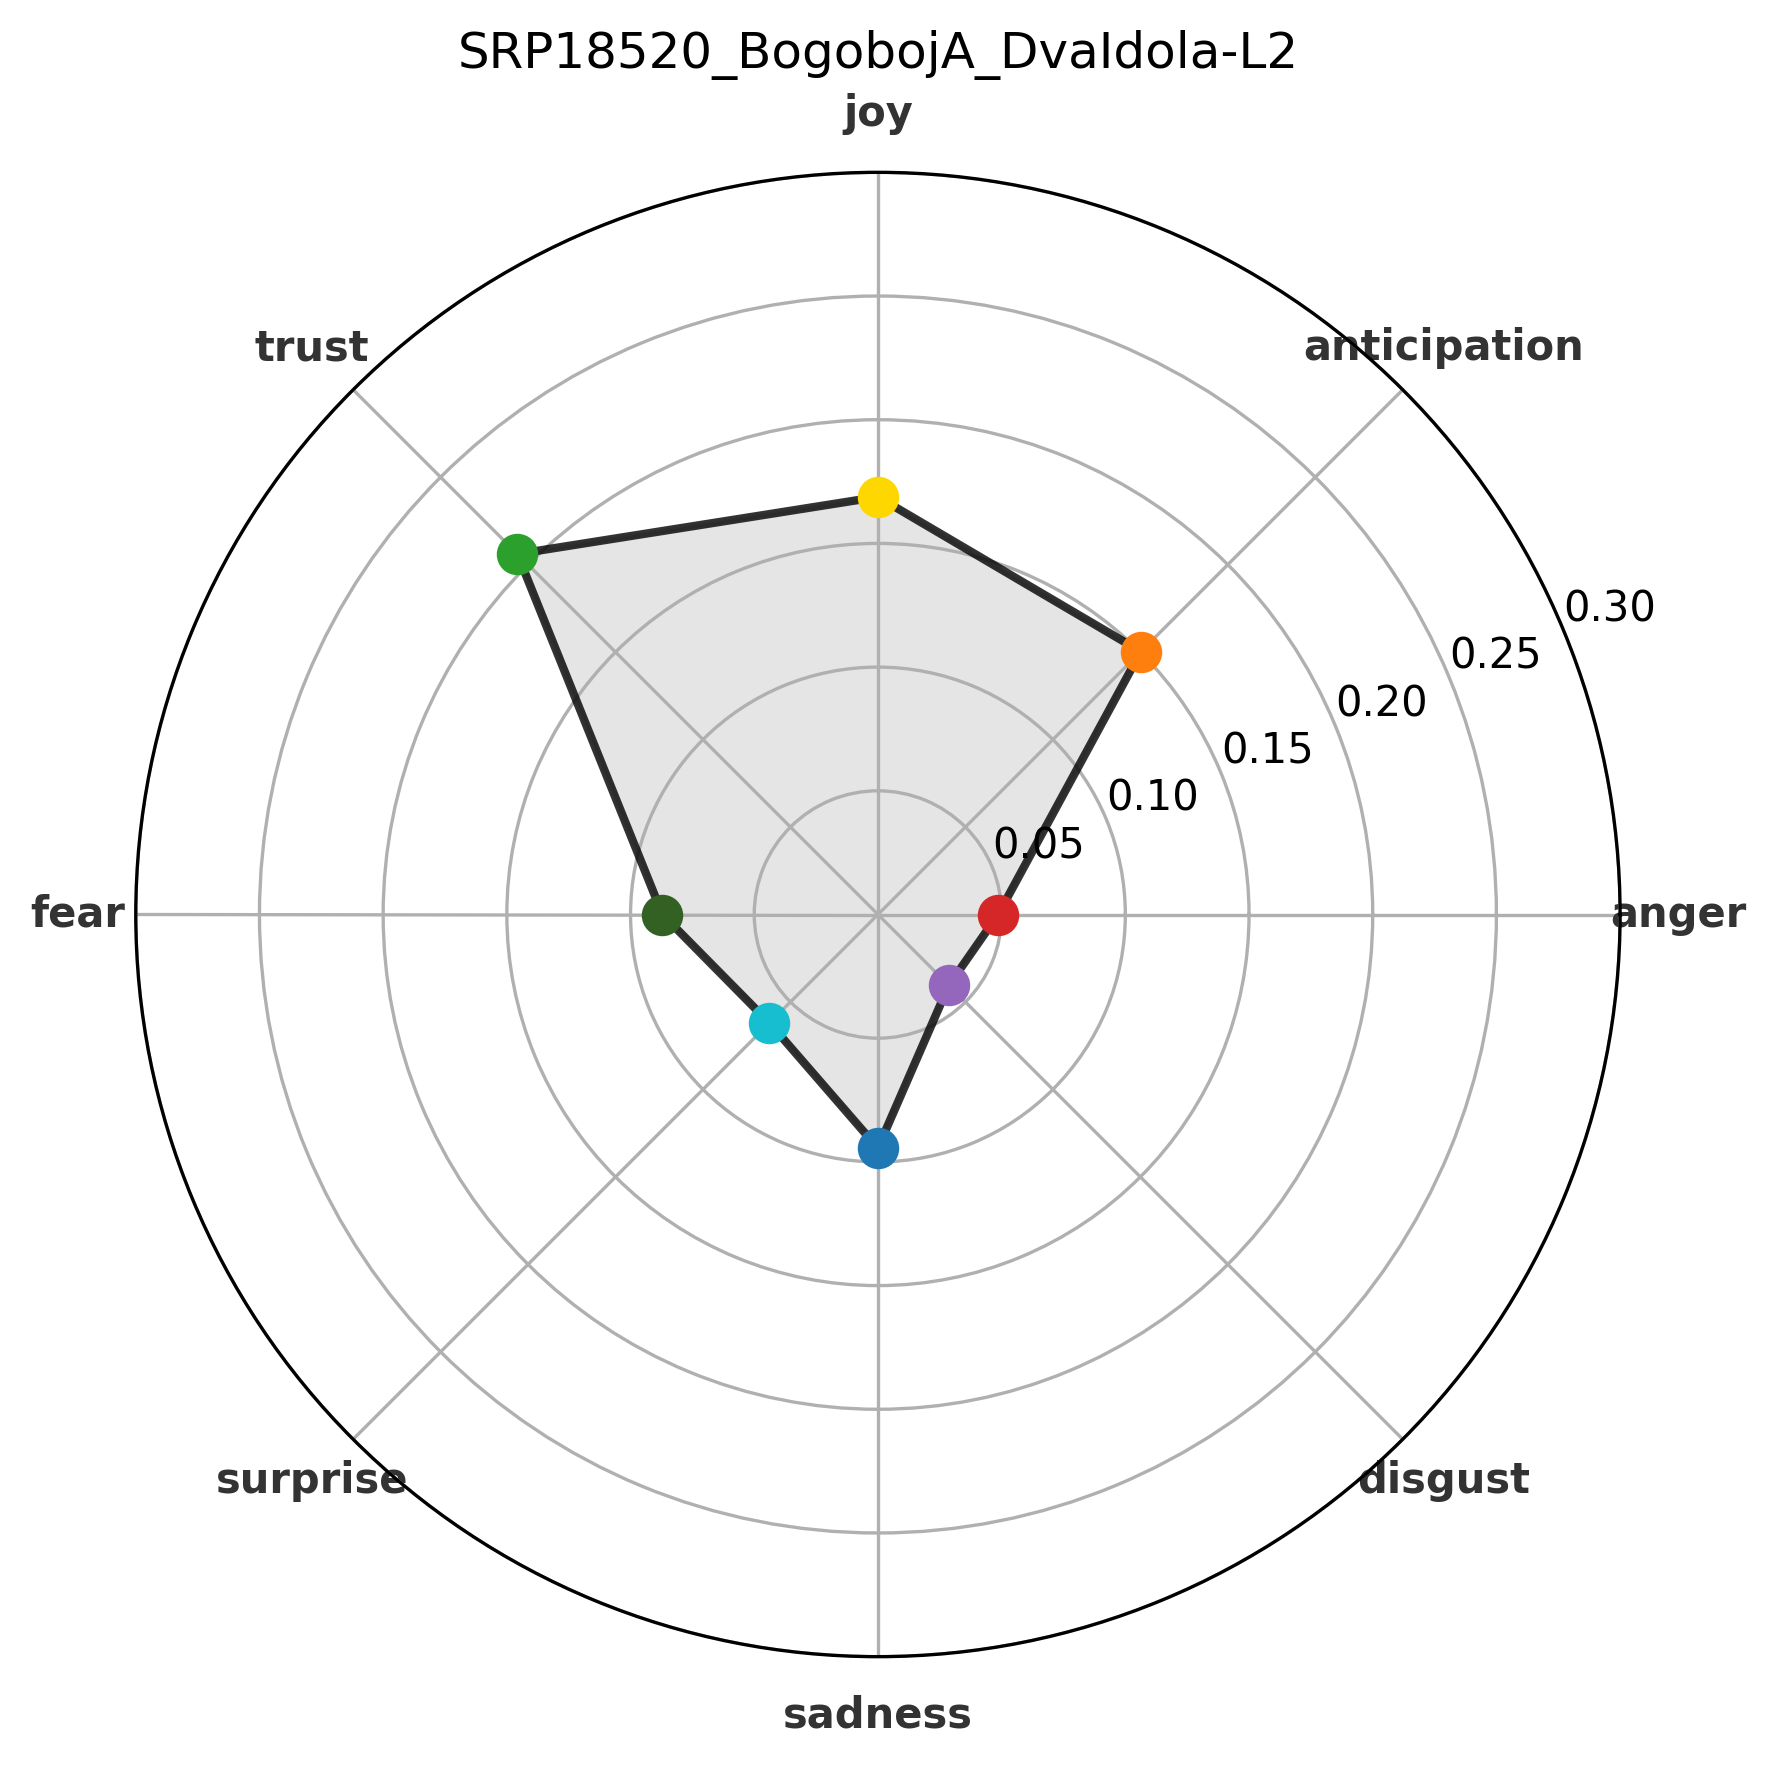 SRP18520_BogobojA_DvaIdola-L2
joy
trust
anticipation
0.30
0.25
0.20
0.15
0.10
0.05
fear
anger
surprise
disgust
sadness